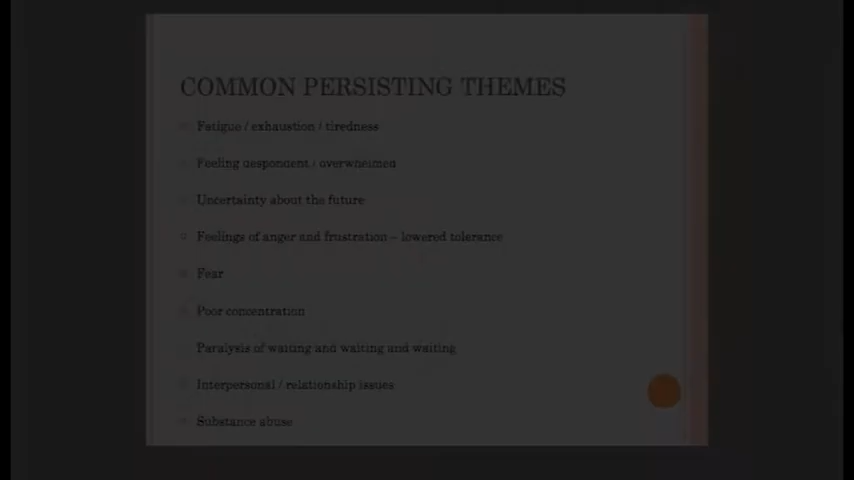 COMMON PERSISTING THEMES
Fatigue / exhaustion / tiredness
Feeling despondent / overwhelmed
Uncertainty about the future
Feelings of anger and frustration – lowered tolerance
Fear
Poor concentration
Paralysis of waiting and waiting and waiting
Interpersonal / relationship issues
Substance abuse